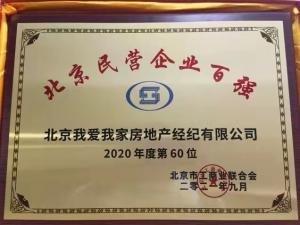 北京民营企业百强
北京我爱我家房地产经纪有限公司
2020年度第60位
北京市工商业联合会
二零二一年九月